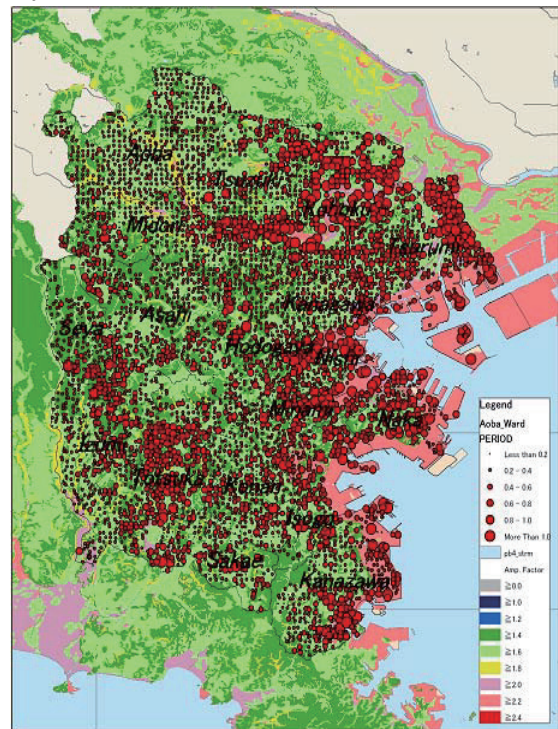 Aoba
Tsuzuki
Kohoku
Midori
Tsurumi
Kanagawa
Asahi
Seya
Hodogaya
Nishi
Minami
Naka
Izumi
Totsuka
Konan
Isogo
Sakae
Kanazawa
Legend
Aoba_Ward
PERIOD
Less than 0.2
0.2 - 0.4
0.4 - 0.6
0.6 - 0.8
0.8 - 1.0
More Than 1.0
pb4_strm
Amp. Factor
≧0.0
≧1.0
≧1.2
≧1.4
≧1.6
≧1.8
≧2.0
≧2.2
≧2.4